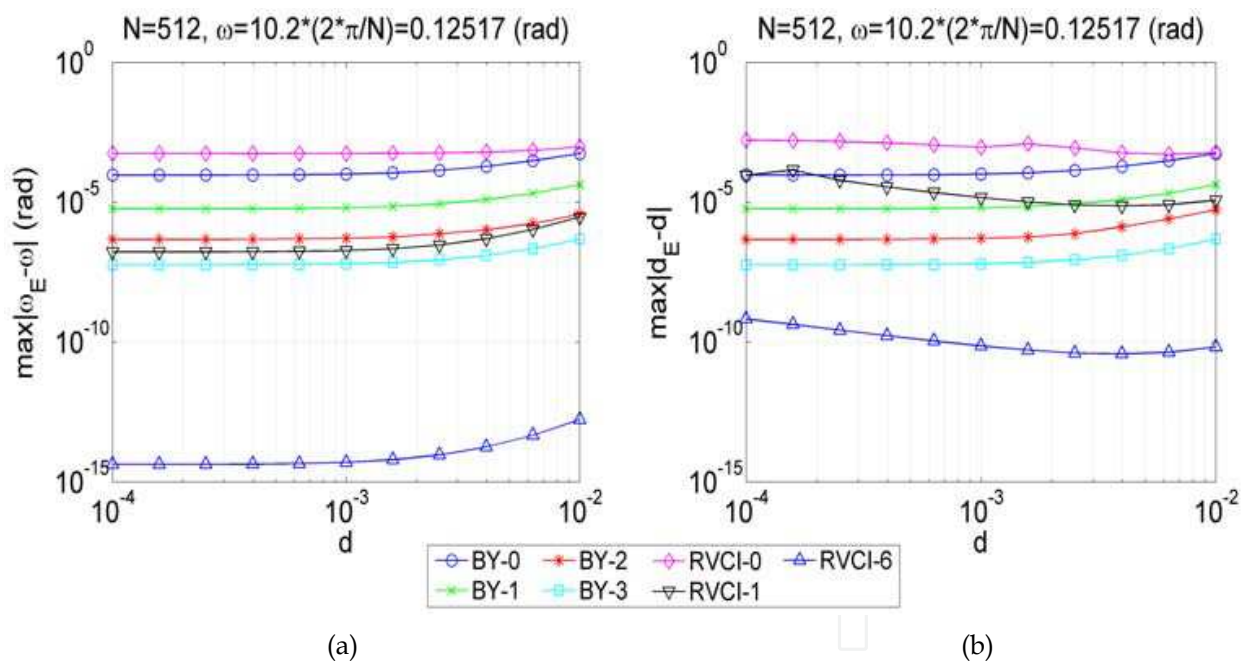 N=512, ω=10.2*(2*π/N)=0.12517 (rad)
10^0
10^-5
10^-10
10^-15
max|ω_E-ω| (rad)
10^-4
10^-3
10^-2
d
N=512, ω=10.2*(2*π/N)=0.12517 (rad)
10^0
10^-5
10^-10
10^-15
max|d_E-d|
10^-4
10^-3
10^-2
d
BY-0
BY-2
RVCI-0
RVCI-6
BY-1
BY-3
RVCI-1
(a)
(b)